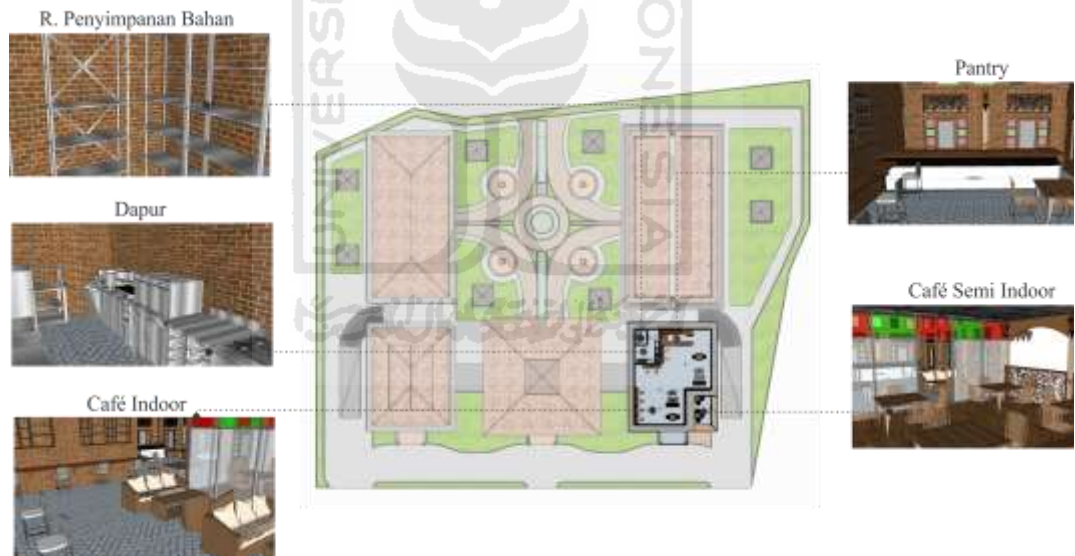 R. Penyimpanan Bahan
Pantry
Dapur
Café Semi Indoor
Café Indoor